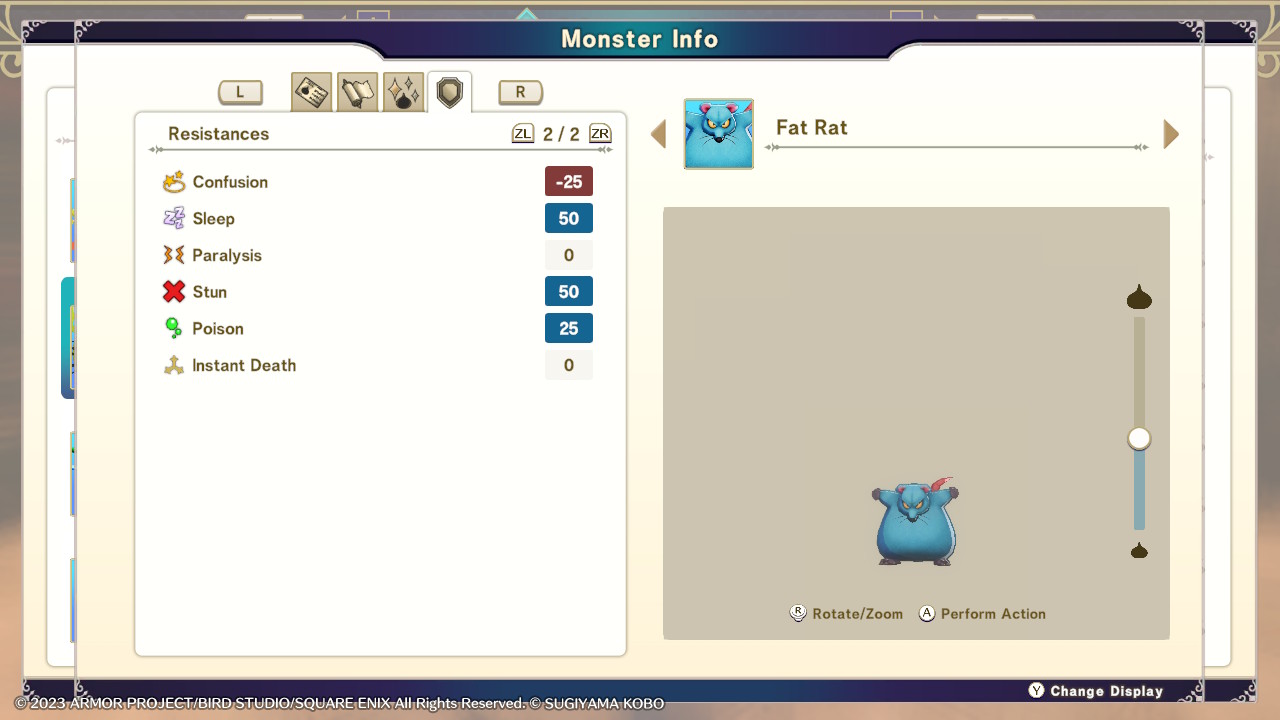 Monster Info
L
R
Resistances
ZL 2 / 2 ZR
Fat Rat
Confusion -25
Sleep 50
Paralysis 0
Stun 50
Poison 25
Instant Death 0
R Rotate/Zoom A Perform Action
Y Change Display
© 2023 ARMOR PROJECT/BIRD STUDIO/SQUARE ENIX All Rights Reserved. © SUGIYAMA KOBO